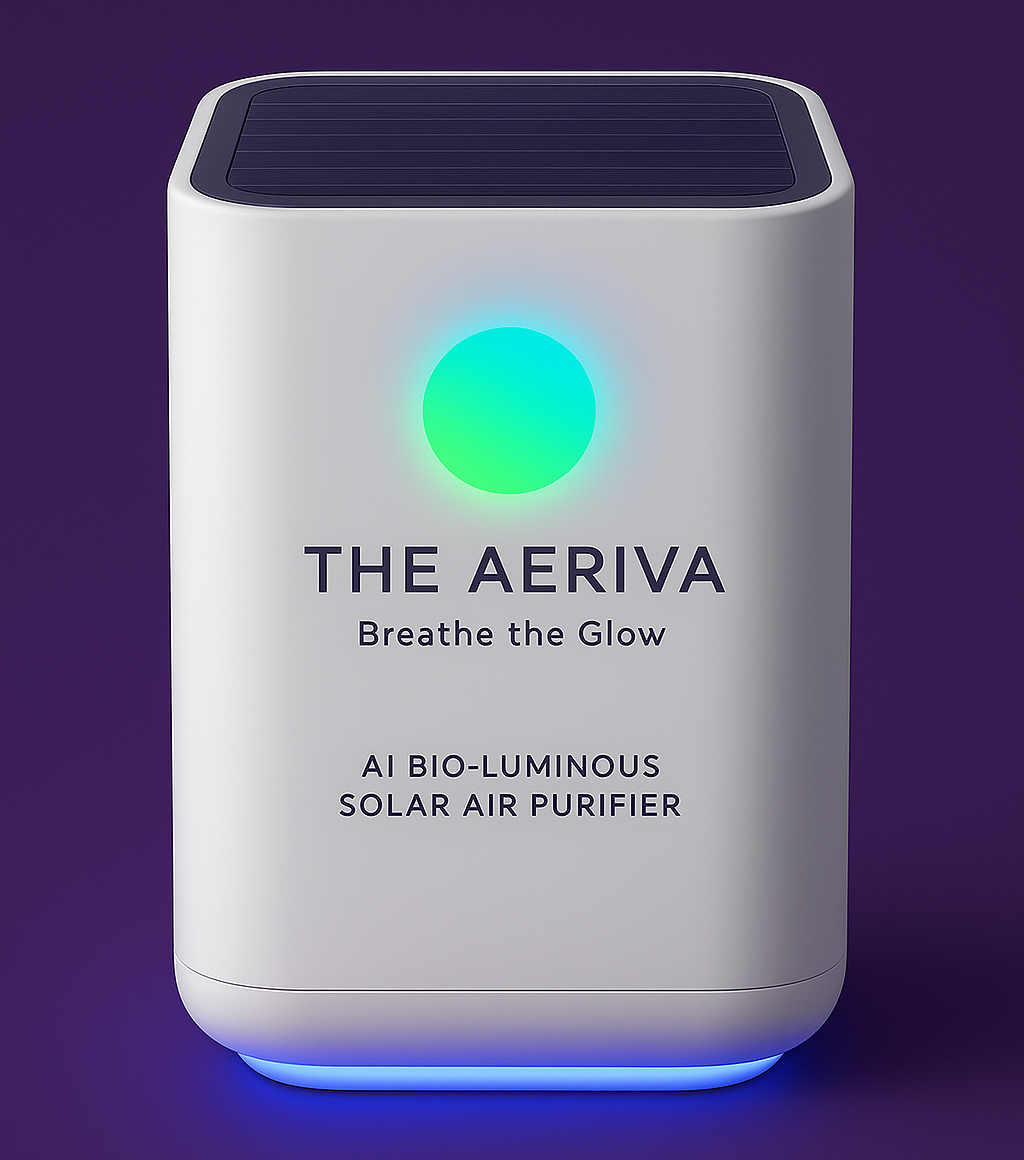 THE AERIVA
Breathe the Glow
AI BIO-LUMINOUS
SOLAR AIR PURIFIER